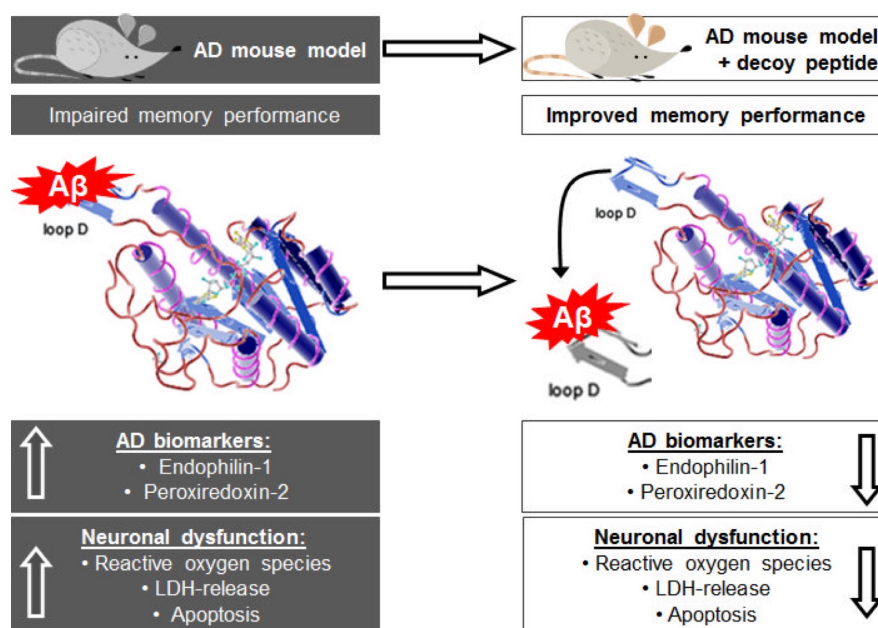 AD mouse model
AD mouse model
+ decoy peptide
Impaired memory performance
Improved memory performance
Aβ
loop D
loop D
Aβ
loop D
AD biomarkers:
• Endophilin-1
• Peroxiredoxin-2
AD biomarkers:
• Endophilin-1
• Peroxiredoxin-2
Neuronal dysfunction:
• Reactive oxygen species
• LDH-release
• Apoptosis
Neuronal dysfunction:
• Reactive oxygen species
• LDH-release
• Apoptosis